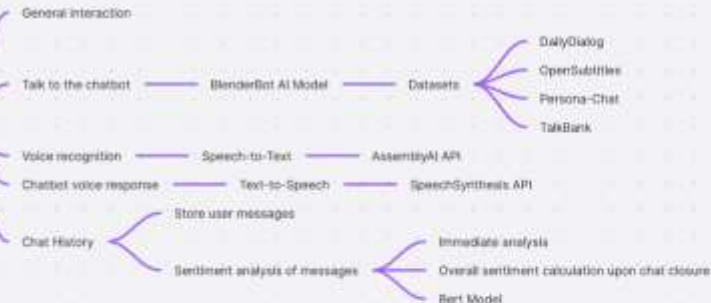 General Interaction
DailyDialog
OpenSubtitles
Talk to the chatbot BlenderBot AI Model Datasets
Persona-Chat
TalkBank
Voice recognition Speech-to-Text AssemblyAI API
Chatbot voice response Text-to-Speech SpeechSynthesis API
Store user messages
Chat History
Immediate analysis
Sentiment analysis of messages Overall sentiment calculation upon chat closure
Bert Model